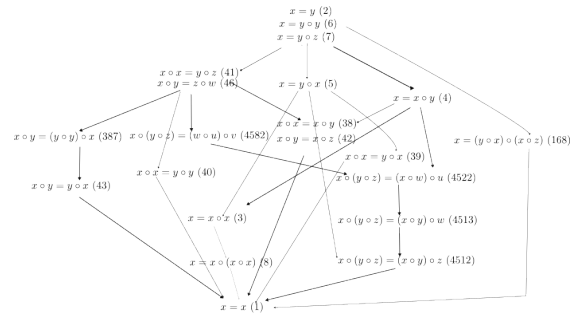 x = y (2)
x = y ∘ y (6)
x = y ∘ z (7)
x ∘ x = y ∘ z (41)
x ∘ y = z ∘ w (46)
x = y ∘ x (5)
x = x ∘ y (4)
x ∘ x = x ∘ y (38)
x ∘ y = x ∘ z (42)
x ∘ y = (y ∘ y) ∘ x (387)
x ∘ (y ∘ z) = (w ∘ u) ∘ v (4582)
x = (y ∘ x) ∘ (x ∘ z) (168)
x ∘ x = y ∘ x (39)
x ∘ x = y ∘ y (40)
x ∘ (y ∘ z) = (x ∘ w) ∘ u (4522)
x ∘ y = y ∘ x (43)
x = x ∘ x (3)
x ∘ (y ∘ z) = (x ∘ y) ∘ w (4513)
x = x ∘ (x ∘ x) (8)
x ∘ (y ∘ z) = (x ∘ y) ∘ z (4512)
x = x (1)